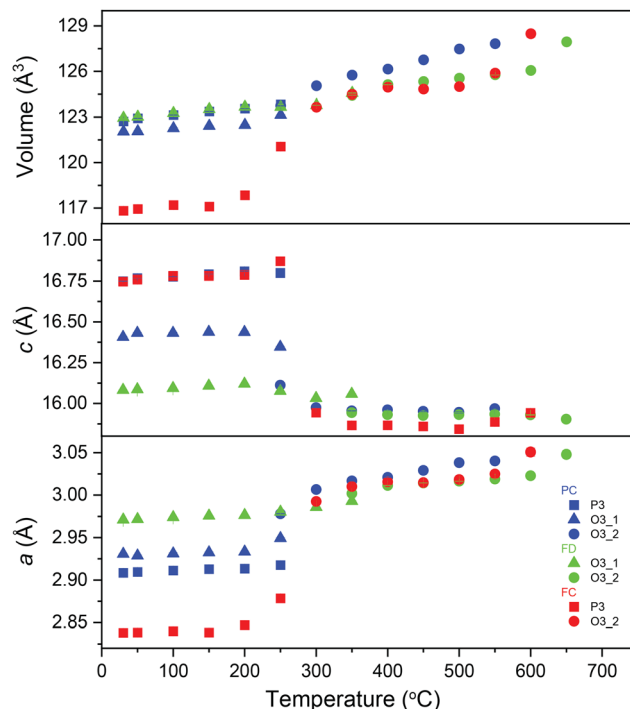 Volume (Å³)
129
126
123
120
117
c (Å)
17.00
16.75
16.50
16.25
16.00
a (Å)
3.05
3.00
2.95
2.90
2.85
PC
P3
O3_1
O3_2
FD
O3_1
O3_2
FC
P3
O3_2
0 100 200 300 400 500 600 700
Temperature (°C)